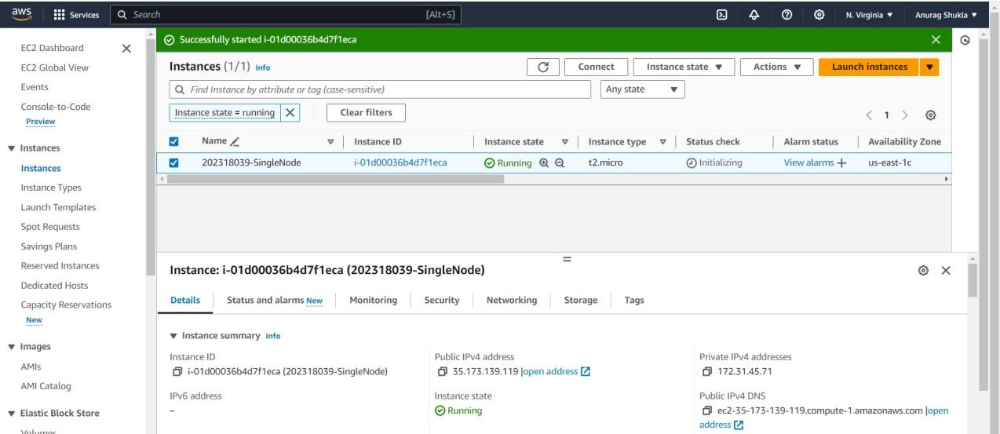 aws Services Search [Alt+S] N. Virginia ▼ Anurag Shukla ▼
EC2 Dashboard
EC2 Global View
Events
Console-to-Code
Preview
Instances
Instances
Instance Types
Launch Templates
Spot Requests
Savings Plans
Reserved Instances
Dedicated Hosts
Capacity Reservations
New
Images
AMIs
AMI Catalog
Elastic Block Store
Volumes
Successfully started i-01d00036b4d7f1eca
Instances (1/1) Info Connect Instance state ▼ Actions ▼ Launch instances ▼
Find Instance by attribute or tag (case-sensitive) Any state ▼
Instance state = running Clear filters < 1 >
Name Instance ID Instance state Instance type Status check Alarm status Availability Zone
202318039-SingleNode i-01d00036b4d7f1eca Running t2.micro Initializing View alarms + us-east-1c
Instance: i-01d00036b4d7f1eca (202318039-SingleNode)
Details Status and alarms New Monitoring Security Networking Storage Tags
Instance summary Info
Instance ID
i-01d00036b4d7f1eca (202318039-SingleNode)
IPv6 address
–
Public IPv4 address
35.173.139.119 |open address
Instance state
Running
Private IPv4 addresses
172.31.45.71
Public IPv4 DNS
ec2-35-173-139-119.compute-1.amazonaws.com |open
address